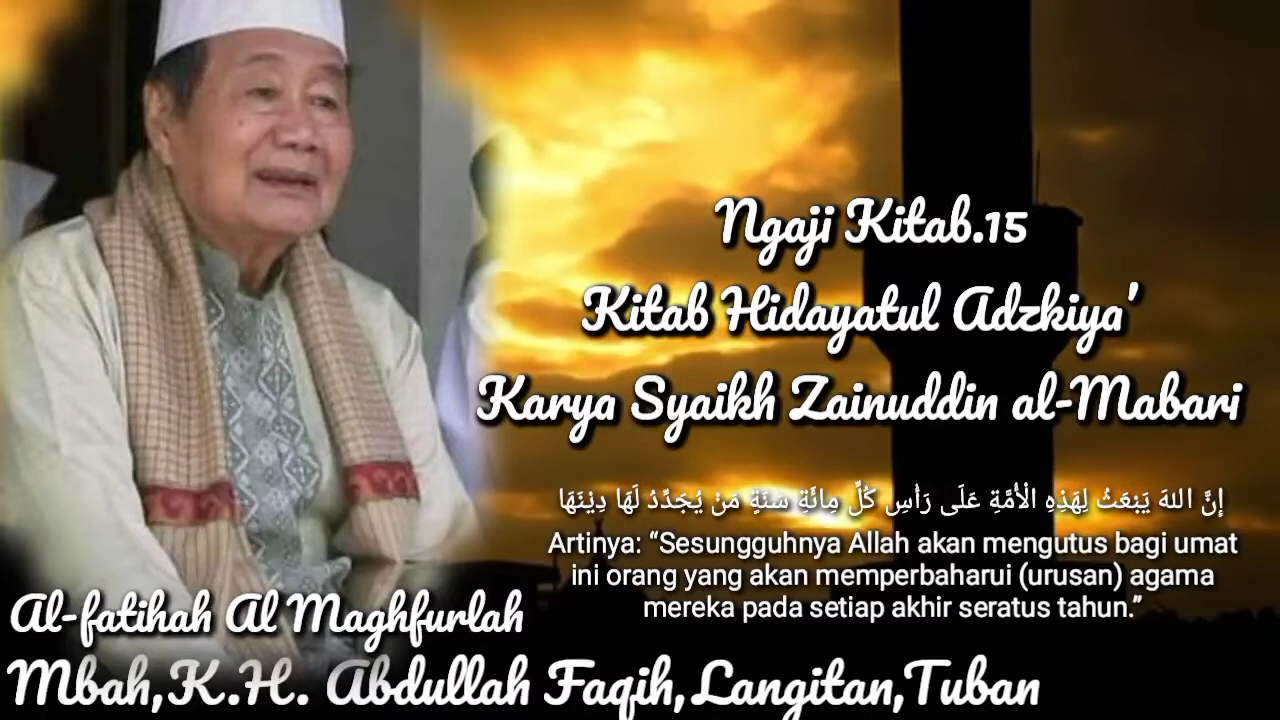 Ngaji Kitab.15
Kitab Hidayatul Adzkiya'
Karya Syaikh Zainuddin al-Mabari
إِنَّ اللهَ يَبْعَثُ لِهَذِهِ الْأُمَّةِ عَلَى رَأْسِ كُلِّ مِائَةِ سَنَةٍ مَنْ يُجَدِّدُ لَهَا دِيْنَهَا
Artinya: “Sesungguhnya Allah akan mengutus bagi umat
ini orang yang akan memperbaharui (urusan) agama
mereka pada setiap akhir seratus tahun.”
Al-fatihah Al Maghfurlah
Mbah,K.H. Abdullah Faqih,Langitan,Tuban